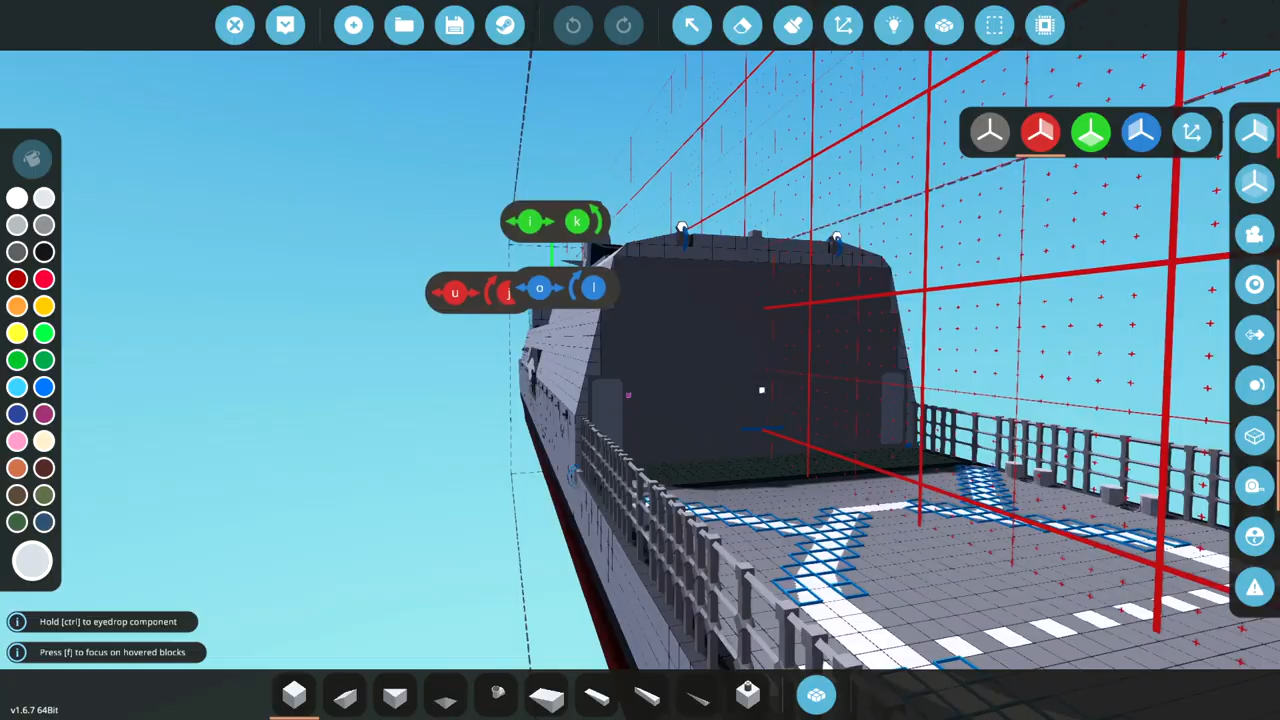 i k
u j o l
Hold [ctrl] to eyedrop component
Press [f] to focus on hovered blocks
v1.6.7 64Bit